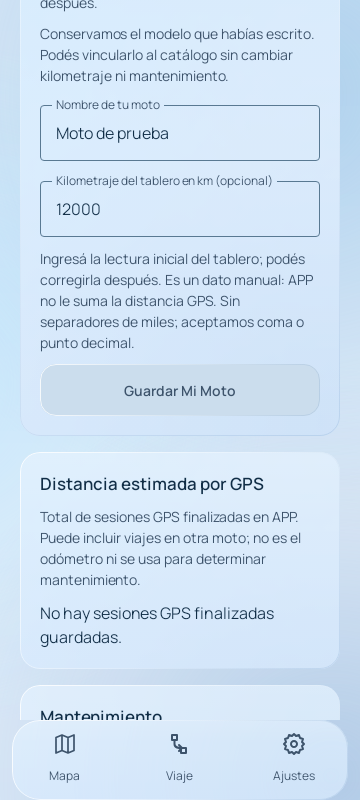 después.
Conservamos el modelo que habías escrito.
Podés vincularlo al catálogo sin cambiar
kilometraje ni mantenimiento.
Nombre de tu moto
Moto de prueba
Kilometraje del tablero en km (opcional)
12000
Ingresá la lectura inicial del tablero; podés
corregirla después. Es un dato manual: APP
no le suma la distancia GPS. Sin
separadores de miles; aceptamos coma o
punto decimal.
Guardar Mi Moto
Distancia estimada por GPS
Total de sesiones GPS finalizadas en APP.
Puede incluir viajes en otra moto; no es el
odómetro ni se usa para determinar
mantenimiento.
No hay sesiones GPS finalizadas
guardadas.
Mantenimiento
Mapa
Viaje
Ajustes